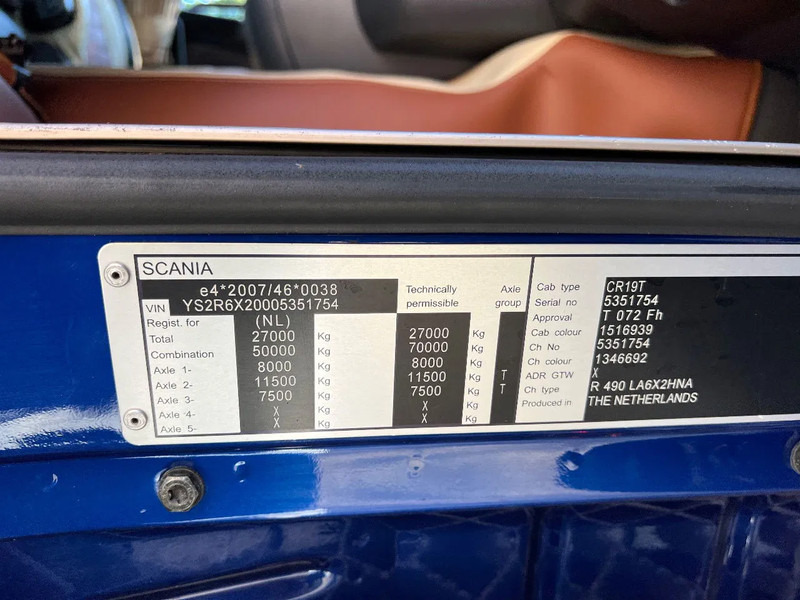 SCANIA
e4*2007/46*0038
VIN YS2R6X20005351754
Technically permissible
Axle group
Regist. for (NL)
Total 27000 Kg 27000 Kg
Combination 50000 Kg 70000 Kg
Axle 1- 8000 Kg 8000 Kg
Axle 2- 11500 Kg 11500 Kg T
Axle 3- 7500 Kg 7500 Kg T
Axle 4- X Kg X Kg
Axle 5- X Kg X Kg
Cab type CR19T
Serial no 5351754
Approval T 072 Fh
Cab colour 1516939
Ch No 5351754
Ch colour 1346692
ADR GTW X
Ch type R 490 LA6X2HNA
Produced in THE NETHERLANDS